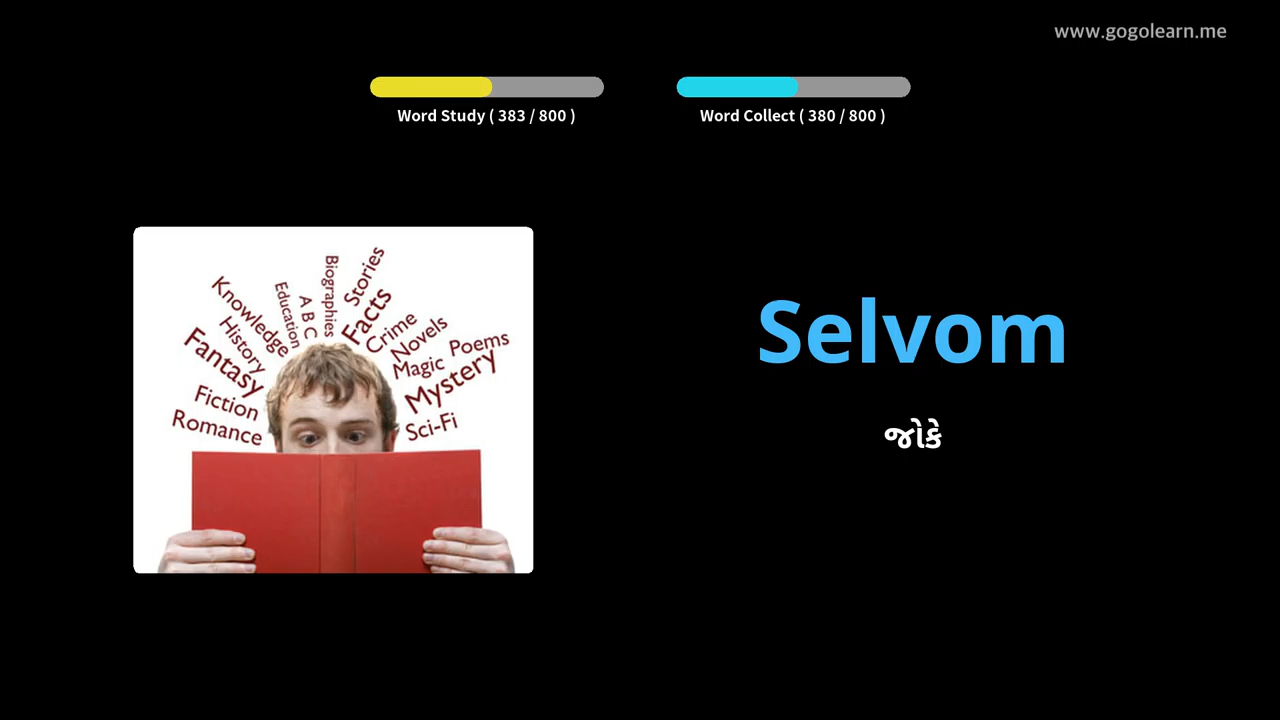 www.gogolearn.me
Word Study ( 383 / 800 )
Word Collect ( 380 / 800 )
Stories
Biographies
Facts
A B C
Education
Knowledge
Crime
Novels
History
Poems
Magic
Fantasy
Mystery
Fiction
Sci-Fi
Romance
Selvom
જોકે